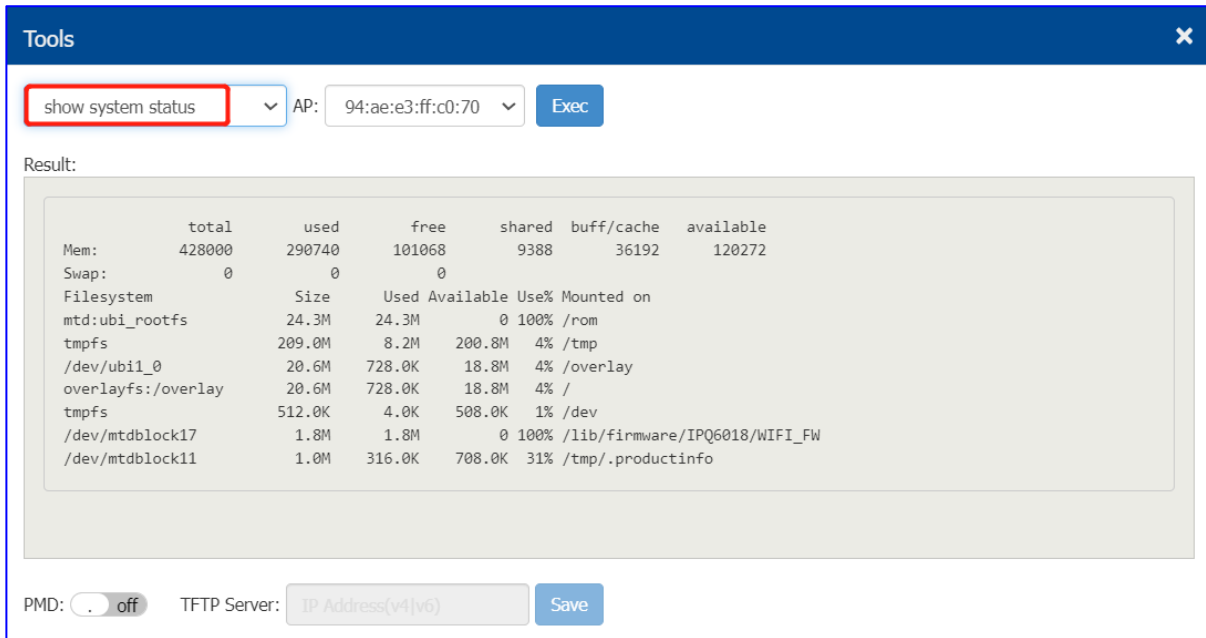 Tools
show system status AP: 94:ae:e3:ff:c0:70 Exec
Result:
total used free shared buff/cache available
Mem: 428000 290740 101068 9388 36192 120272
Swap: 0 0 0
Filesystem Size Used Available Use% Mounted on
mtd:ubi_rootfs 24.3M 24.3M 0 100% /rom
tmpfs 209.0M 8.2M 200.8M 4% /tmp
/dev/ubi1_0 20.6M 728.0K 18.8M 4% /overlay
overlayfs:/overlay 20.6M 728.0K 18.8M 4% /
tmpfs 512.0K 4.0K 508.0K 1% /dev
/dev/mtdblock17 1.8M 1.8M 0 100% /lib/firmware/IPQ6018/WIFI_FW
/dev/mtdblock11 1.0M 316.0K 708.0K 31% /tmp/.productinfo
PMD: . off TFTP Server: IP Address(v4|v6) Save